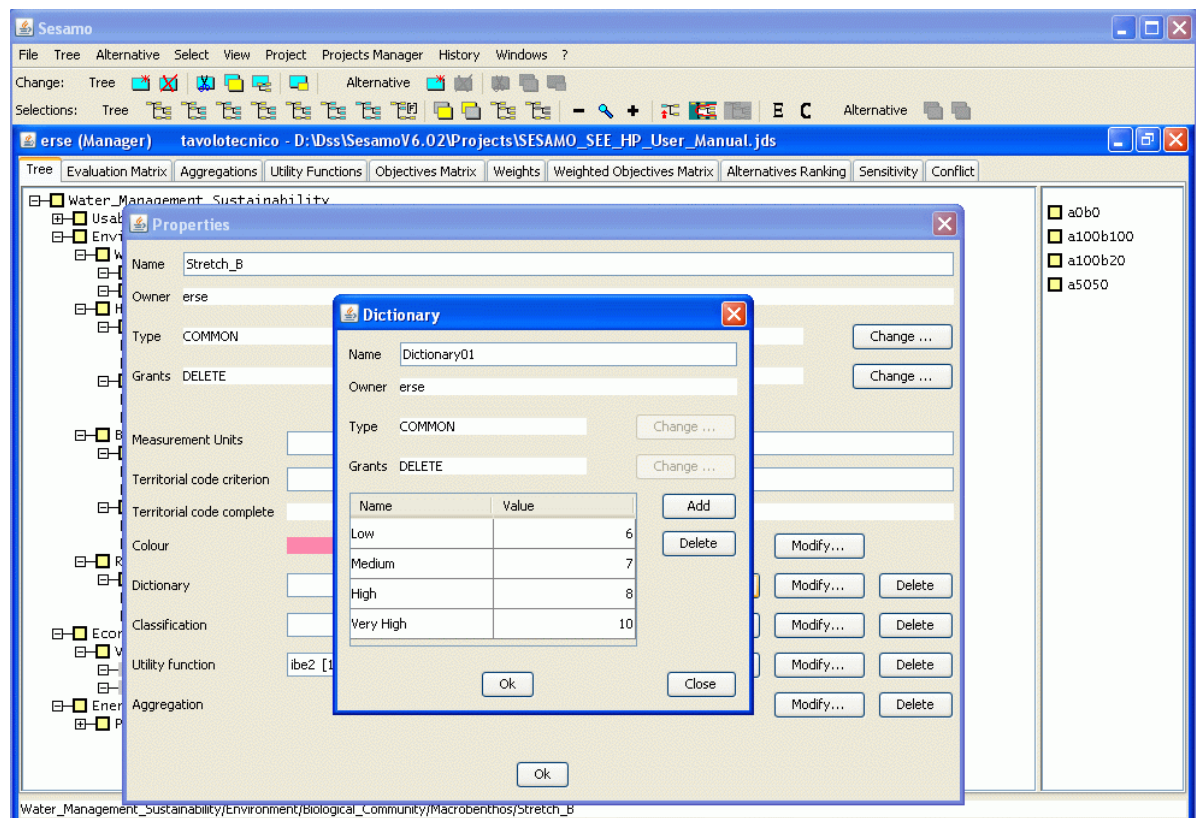 Sesamo
File Tree Alternative Select View Project Projects Manager History Windows ?
Change: Tree Alternative
Selections: Tree E C Alternative
erse (Manager) tavolotecnico - D:\Dss\SesamoV6.02\Projects\SESAMO_SEE_HP_User_Manual.jds
Tree Evaluation Matrix Aggregations Utility Functions Objectives Matrix Weights Weighted Objectives Matrix Alternatives Ranking Sensitivity Conflict
Water_Management_Sustainability
Usab
Envi
W
H
B
R
Econ
V
Ener
P
a0b0
a100b100
a100b20
a5050
Properties
Name Stretch_B
Owner erse
Type COMMON Change ...
Grants DELETE Change ...
Measurement Units
Territorial code criterion
Territorial code complete
Colour Modify...
Dictionary Modify... Delete
Classification Modify... Delete
Utility function ibe2 [1 Modify... Delete
Aggregation Modify... Delete
Ok
Dictionary
Name Dictionary01
Owner erse
Type COMMON Change ...
Grants DELETE Change ...
Name Value
Low 6
Medium 7
High 8
Very High 10
Add
Delete
Ok Close
Water_Management_Sustainability/Environment/Biological_Community/Macrobenthos/Stretch_B